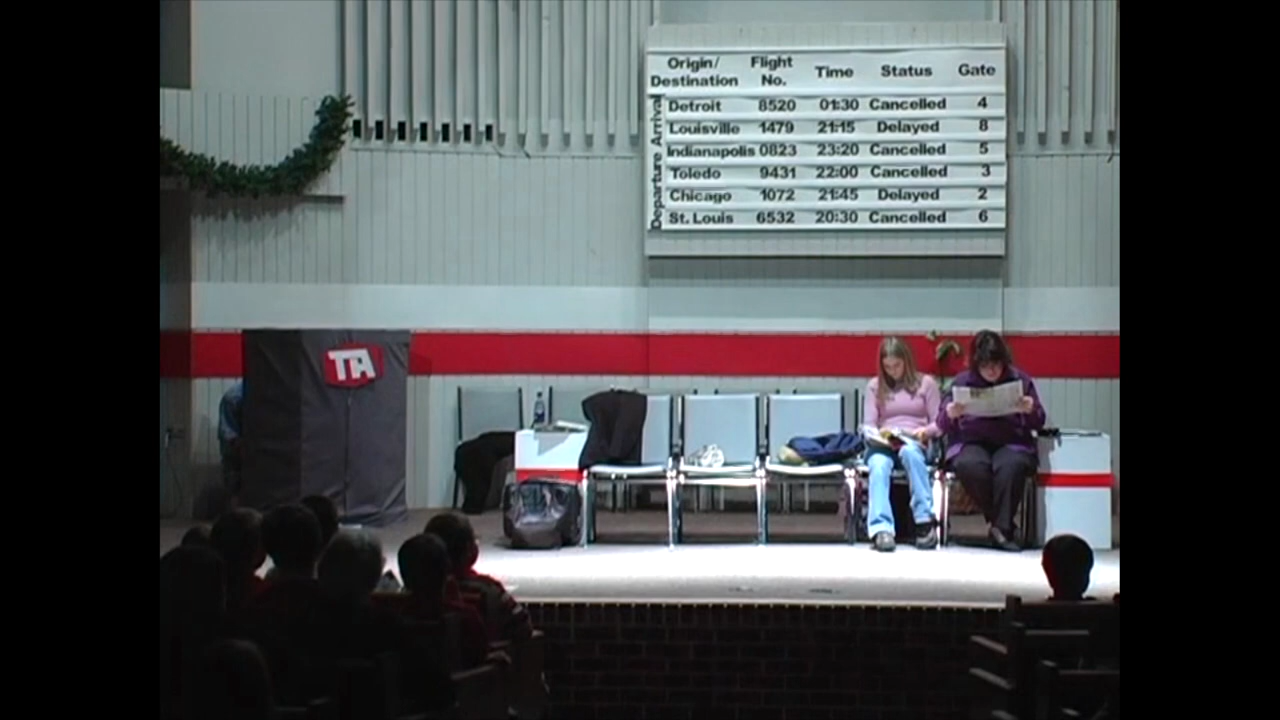 Origin/ Destination Flight No. Time Status Gate
Departure Arrival
Detroit 8520 01:30 Cancelled 4
Louisville 1479 21:15 Delayed 8
Indianapolis 0823 23:20 Cancelled 5
Toledo 9431 22:00 Cancelled 3
Chicago 1072 21:45 Delayed 2
St. Louis 6532 20:30 Cancelled 6
TA